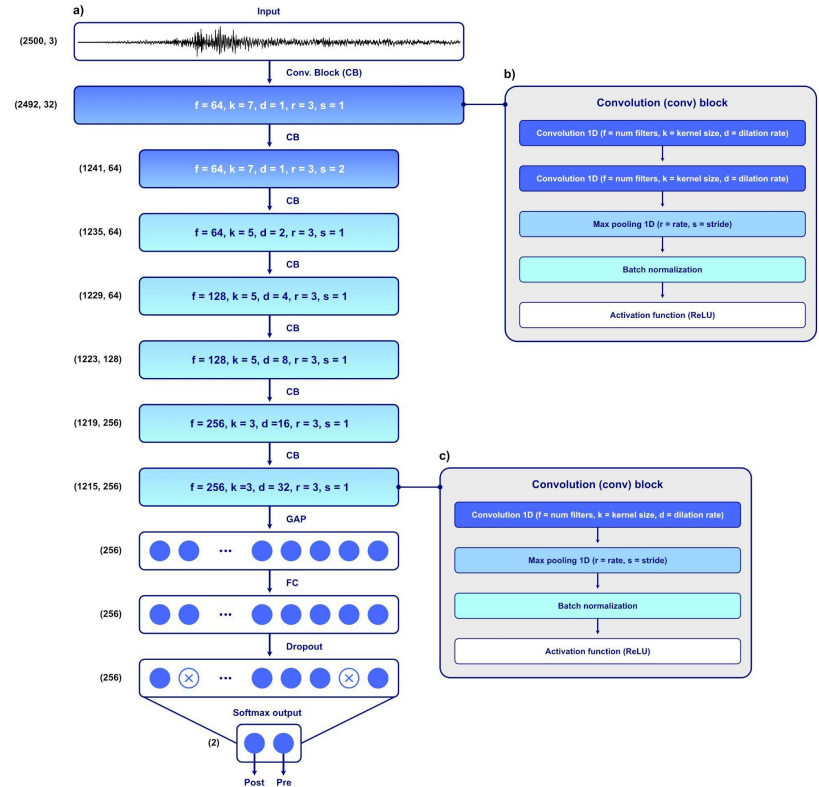 a)
Input
(2500, 3)
Conv. Block (CB)
(2492, 32)
f = 64, k = 7, d = 1, r = 3, s = 1
CB
(1241, 64)
f = 64, k = 7, d = 1, r = 3, s = 2
CB
(1235, 64)
f = 64, k = 5, d = 2, r = 3, s = 1
CB
(1229, 64)
f = 128, k = 5, d = 4, r = 3, s = 1
CB
(1223, 128)
f = 128, k = 5, d = 8, r = 3, s = 1
CB
(1219, 256)
f = 256, k = 3, d =16, r = 3, s = 1
CB
(1215, 256)
f = 256, k =3, d = 32, r = 3, s = 1
GAP
(256)
...
FC
(256)
...
Dropout
(256)
...
Softmax output
(2)
Post Pre
b)
Convolution (conv) block
Convolution 1D (f = num filters, k = kernel size, d = dilation rate)
Convolution 1D (f = num filters, k = kernel size, d = dilation rate)
Max pooling 1D (r = rate, s = stride)
Batch normalization
Activation function (ReLU)
c)
Convolution (conv) block
Convolution 1D (f = num filters, k = kernel size, d = dilation rate)
Max pooling 1D (r = rate, s = stride)
Batch normalization
Activation function (ReLU)